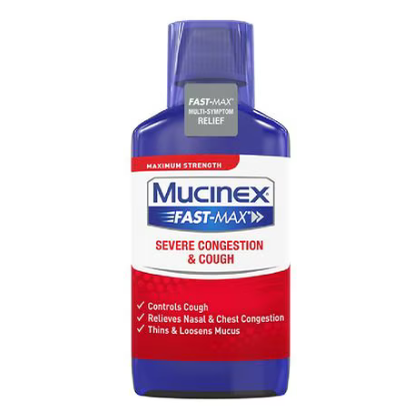 FAST-MAX®
MULTI-SYMPTOM
RELIEF
MAXIMUM STRENGTH
Mucinex®
FAST-MAX®
SEVERE CONGESTION
& COUGH
✓ Controls Cough
✓ Relieves Nasal & Chest Congestion
✓ Thins & Loosens Mucus